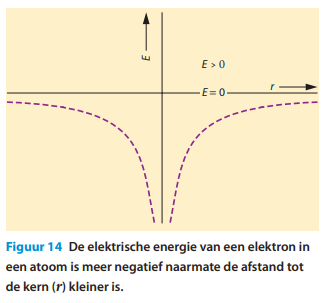 E
E > 0
r
E = 0
Figuur 14 De elektrische energie van een elektron in
een atoom is meer negatief naarmate de afstand tot
de kern (r) kleiner is.